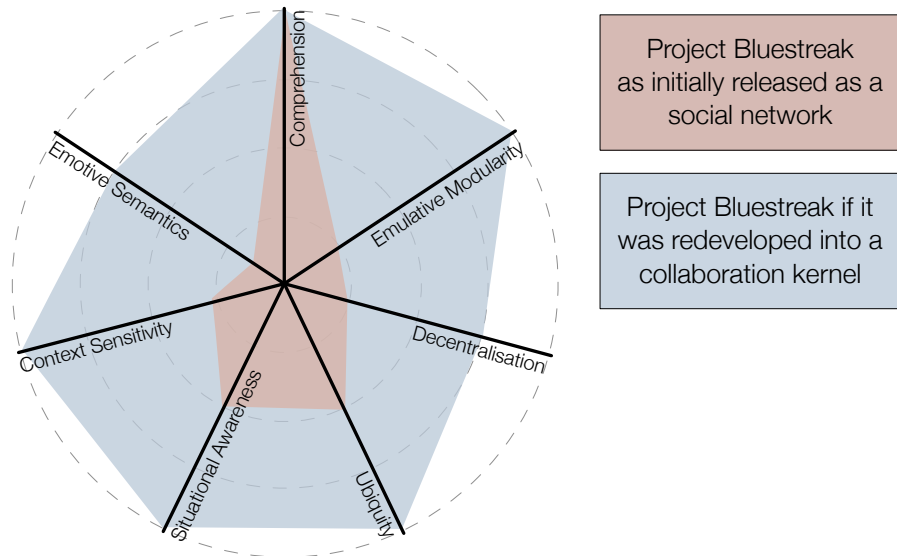 Comprehension
Emulative Modularity
Decentralisation
Ubiquity
Situational Awareness
Context Sensitivity
Emotive Semantics
Project Bluestreak
as initially released as a
social network
Project Bluestreak if it
was redeveloped into a
collaboration kernel